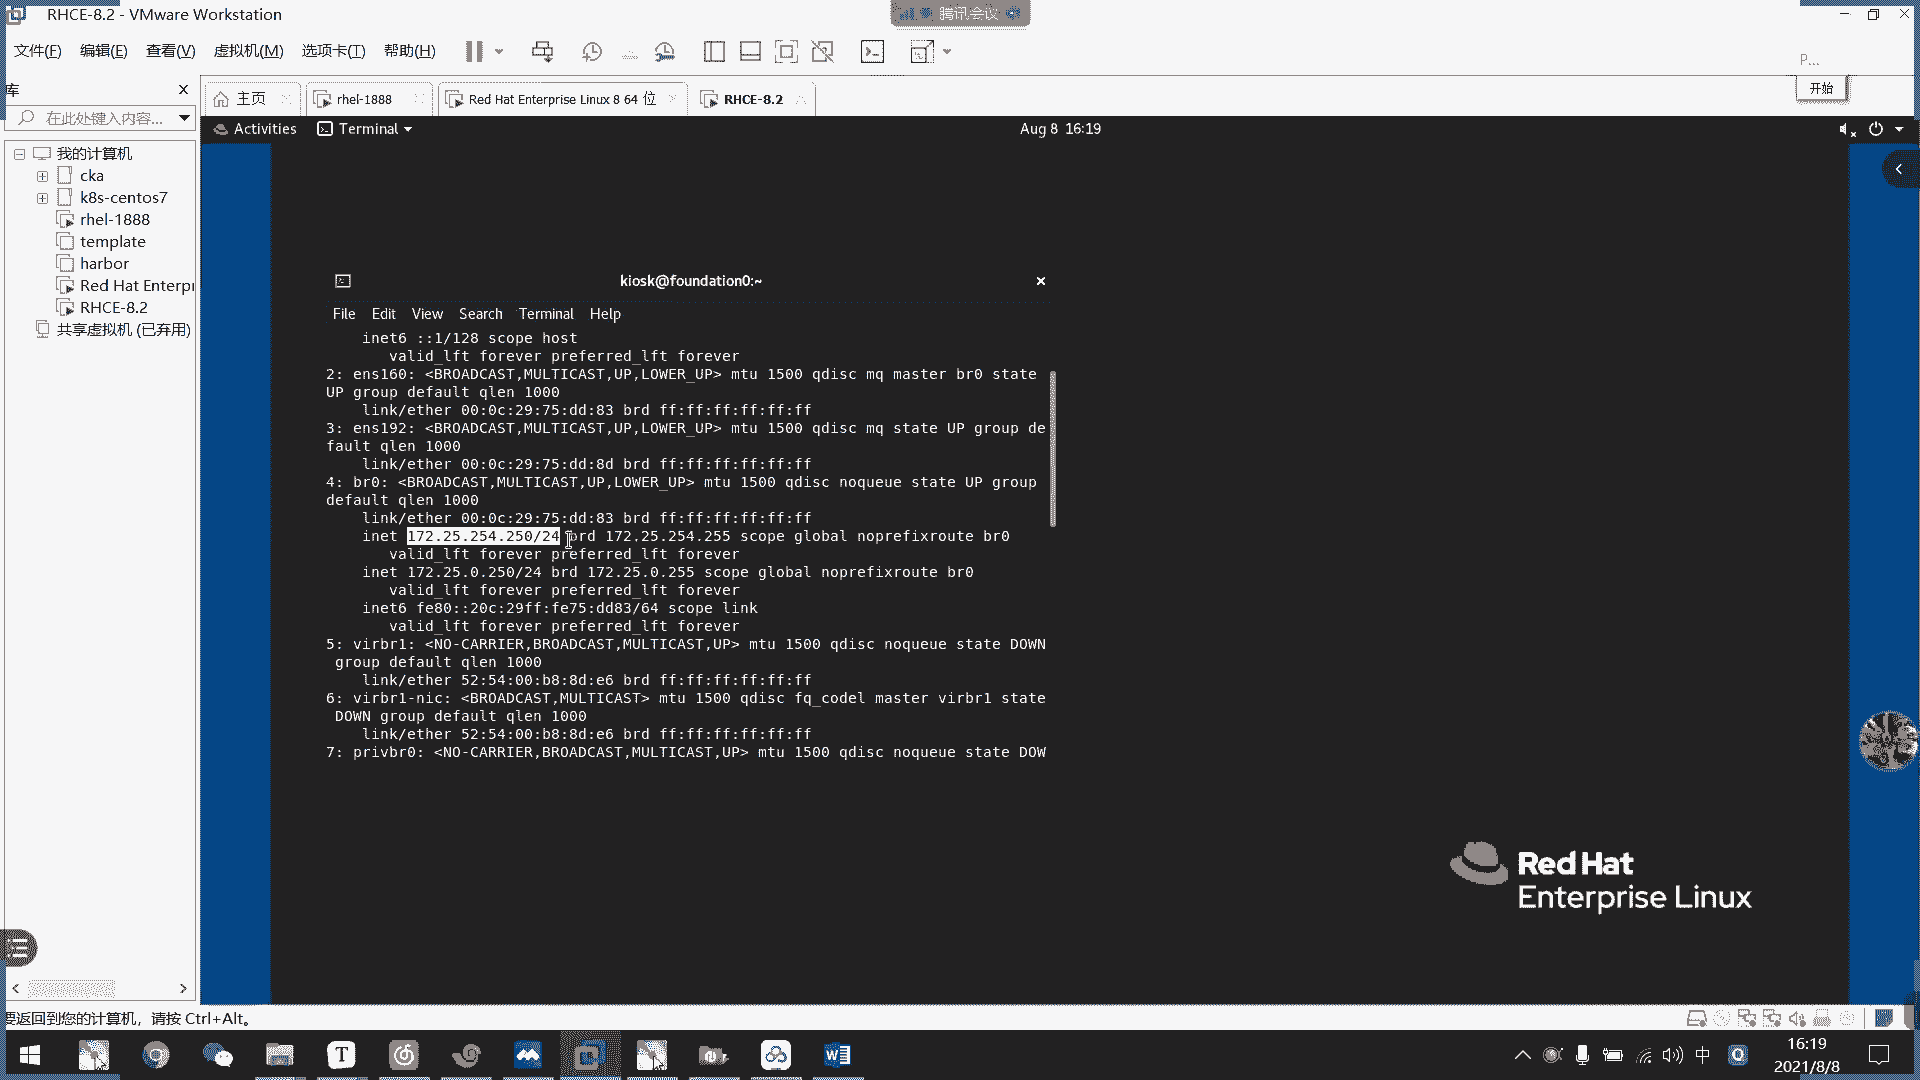 RHCE-8.2 - VMware Workstation
腾讯会议
文件(F) 编辑(E) 查看(V) 虚拟机(M) 选项卡(T) 帮助(H)
P...
库
主页
rhel-1888
Red Hat Enterprise Linux 8 64 位
RHCE-8.2
开始
在此处键入内容...
Activities
Terminal
Aug 8 16:19
我的计算机
cka
k8s-centos7
rhel-1888
template
harbor
Red Hat Enterpr
RHCE-8.2
共享虚拟机 (已弃用)
kiosk@foundation0:~
File Edit View Search Terminal Help
inet6 ::1/128 scope host
valid_lft forever preferred_lft forever
2: ens160: <BROADCAST,MULTICAST,UP,LOWER_UP> mtu 1500 qdisc mq master br0 state
UP group default qlen 1000
link/ether 00:0c:29:75:dd:83 brd ff:ff:ff:ff:ff:ff
3: ens192: <BROADCAST,MULTICAST,UP,LOWER_UP> mtu 1500 qdisc mq state UP group de
fault qlen 1000
link/ether 00:0c:29:75:dd:8d brd ff:ff:ff:ff:ff:ff
4: br0: <BROADCAST,MULTICAST,UP,LOWER_UP> mtu 1500 qdisc noqueue state UP group
default qlen 1000
link/ether 00:0c:29:75:dd:83 brd ff:ff:ff:ff:ff:ff
inet 172.25.254.250/24 brd 172.25.254.255 scope global noprefixroute br0
valid_lft forever preferred_lft forever
inet 172.25.0.250/24 brd 172.25.0.255 scope global noprefixroute br0
valid_lft forever preferred_lft forever
inet6 fe80::20c:29ff:fe75:dd83/64 scope link
valid_lft forever preferred_lft forever
5: virbr1: <NO-CARRIER,BROADCAST,MULTICAST,UP> mtu 1500 qdisc noqueue state DOWN
group default qlen 1000
link/ether 52:54:00:b8:8d:e6 brd ff:ff:ff:ff:ff:ff
6: virbr1-nic: <BROADCAST,MULTICAST> mtu 1500 qdisc fq_codel master virbr1 state
DOWN group default qlen 1000
link/ether 52:54:00:b8:8d:e6 brd ff:ff:ff:ff:ff:ff
7: privbr0: <NO-CARRIER,BROADCAST,MULTICAST,UP> mtu 1500 qdisc noqueue state DOW
Red Hat
Enterprise Linux
要返回到您的计算机，请按 Ctrl+Alt。
中
16:19
2021/8/8